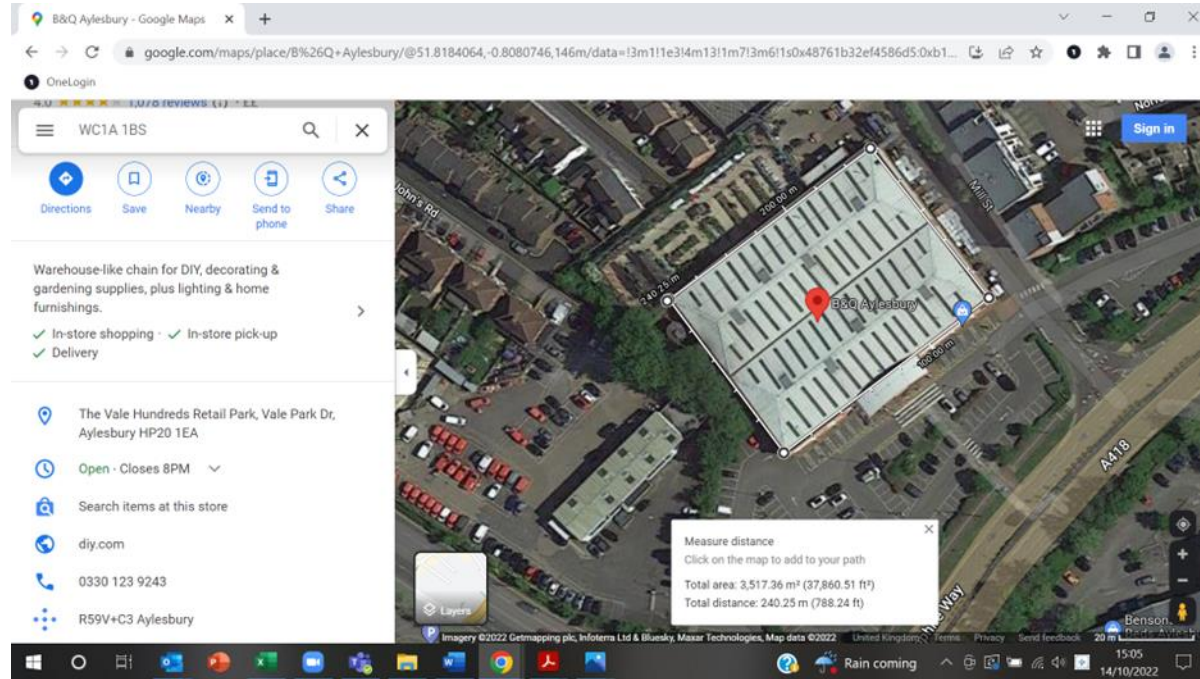 B&Q Aylesbury - Google Maps
google.com/maps/place/B%26Q+Aylesbury/@51.8184064,-0.8080746,146m/data=!3m1!1e3!4m13!1m7!3m6!1s0x48761b32ef4586d5:0xb1...
OneLogin
4.0 1,078 reviews
WC1A 1BS
Directions
Save
Nearby
Send to
phone
Share
Warehouse-like chain for DIY, decorating &
gardening supplies, plus lighting & home
furnishings.
In-store shopping · In-store pick-up
Delivery
The Vale Hundreds Retail Park, Vale Park Dr,
Aylesbury HP20 1EA
Open · Closes 8PM
Search items at this store
diy.com
0330 123 9243
R59V+C3 Aylesbury
Sign in
John's Rd
Mill St
200.00 m
240.25 m
B&Q Aylesbury
100.00 m
A418
Measure distance
Click on the map to add to your path
Total area: 3,517.36 m² (37,860.51 ft²)
Total distance: 240.25 m (788.24 ft)
Way
Benson
Layers
Imagery ©2022 Getmapping plc, Infoterra Ltd & Bluesky, Maxar Technologies, Map data ©2022 United Kingdom Terms Privacy Send feedback 20 m
Rain coming
15:05
14/10/2022